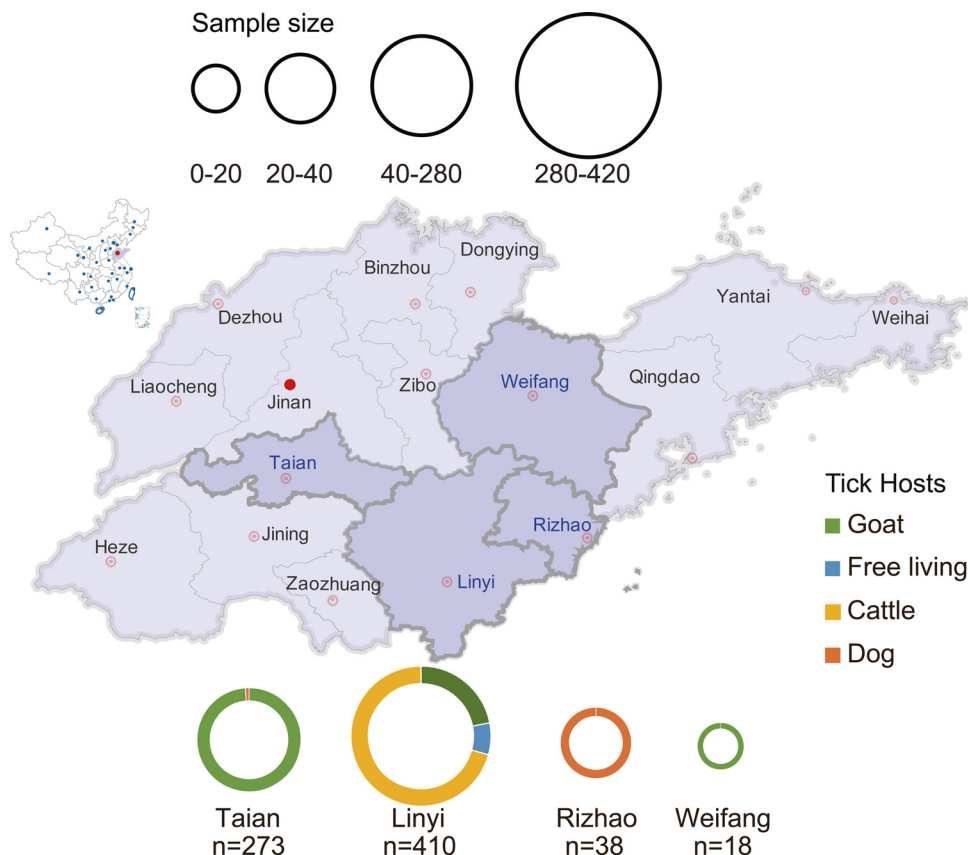 Sample size
0-20
20-40
40-280
280-420
Dongying
Binzhou
Yantai
Dezhou
Weihai
Weifang
Qingdao
Zibo
Liaocheng
Jinan
Taian
Tick Hosts
Goat
Free living
Cattle
Dog
Rizhao
Jining
Heze
Zaozhuang
Linyi
Taian
n=273
Linyi
n=410
Rizhao
n=38
Weifang
n=18